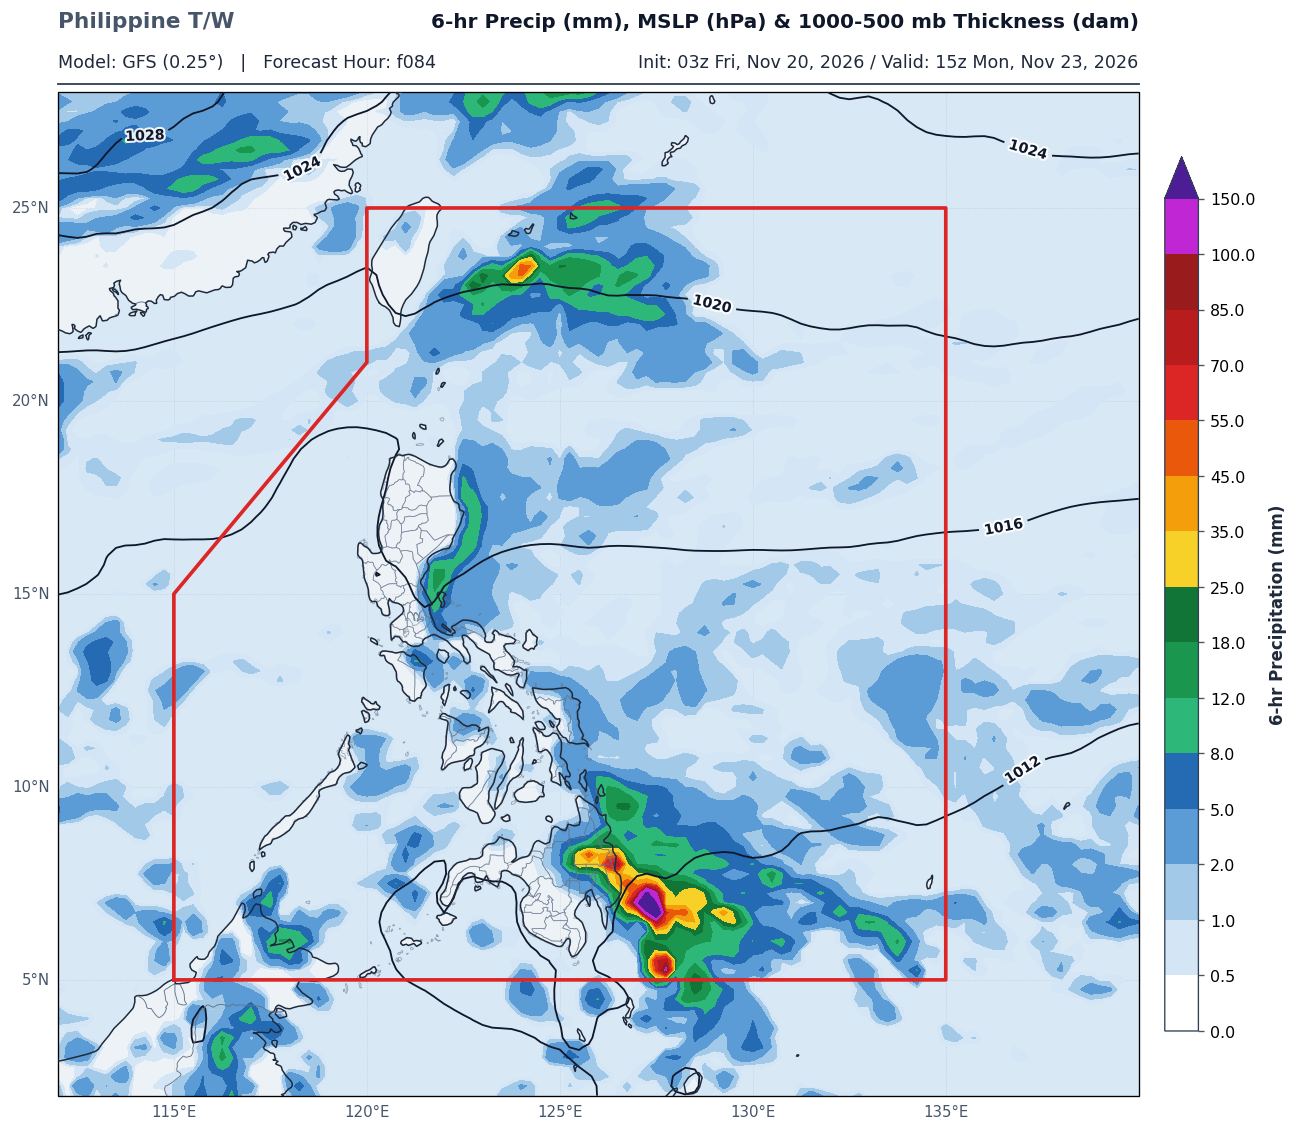 Philippine T/W
6-hr Precip (mm), MSLP (hPa) & 1000-500 mb Thickness (dam)
Model: GFS (0.25°) | Forecast Hour: f084
Init: 03z Fri, Nov 20, 2026 / Valid: 15z Mon, Nov 23, 2026
1028
1024
1024
1020
1016
1012
25°N
20°N
15°N
10°N
5°N
115°E
120°E
125°E
130°E
135°E
150.0
100.0
85.0
70.0
55.0
45.0
35.0
25.0
18.0
12.0
8.0
5.0
2.0
1.0
0.5
0.0
6-hr Precipitation (mm)